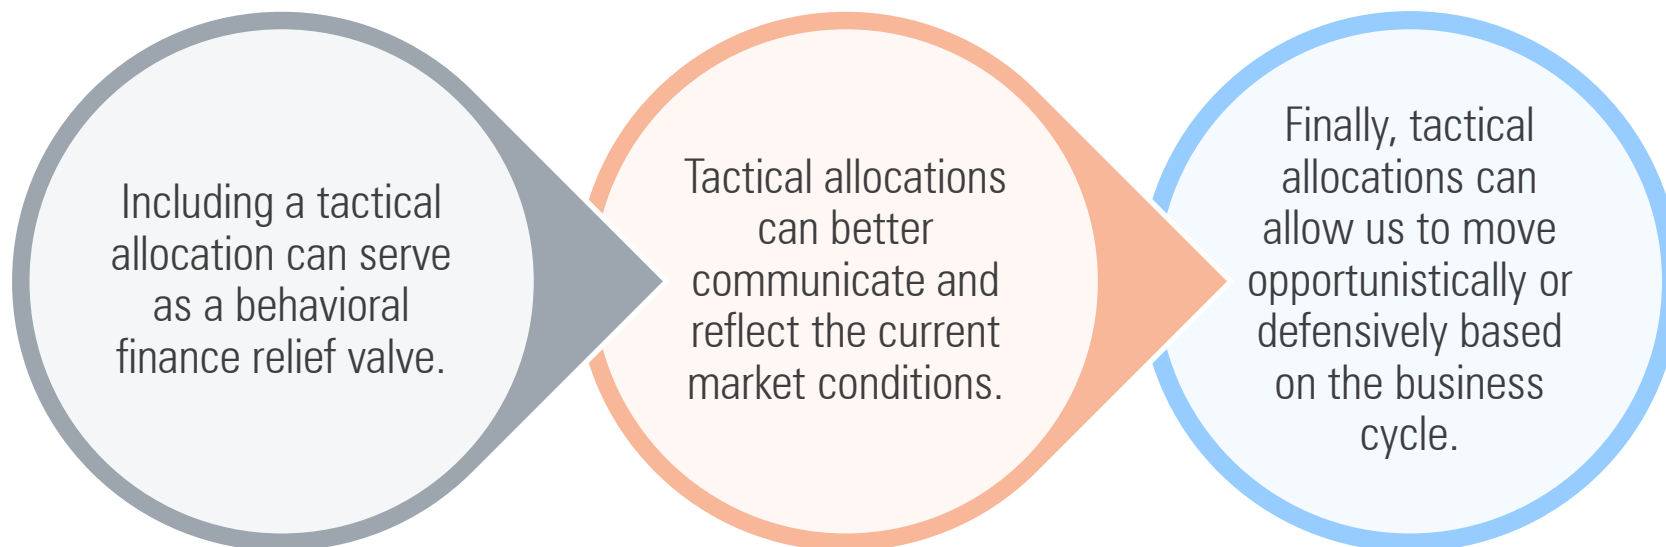 Including a tactical
allocation can serve
as a behavioral
finance relief valve.
Tactical allocations
can better
communicate and
reflect the current
market conditions.
Finally, tactical
allocations can
allow us to move
opportunistically or
defensively based
on the business
cycle.